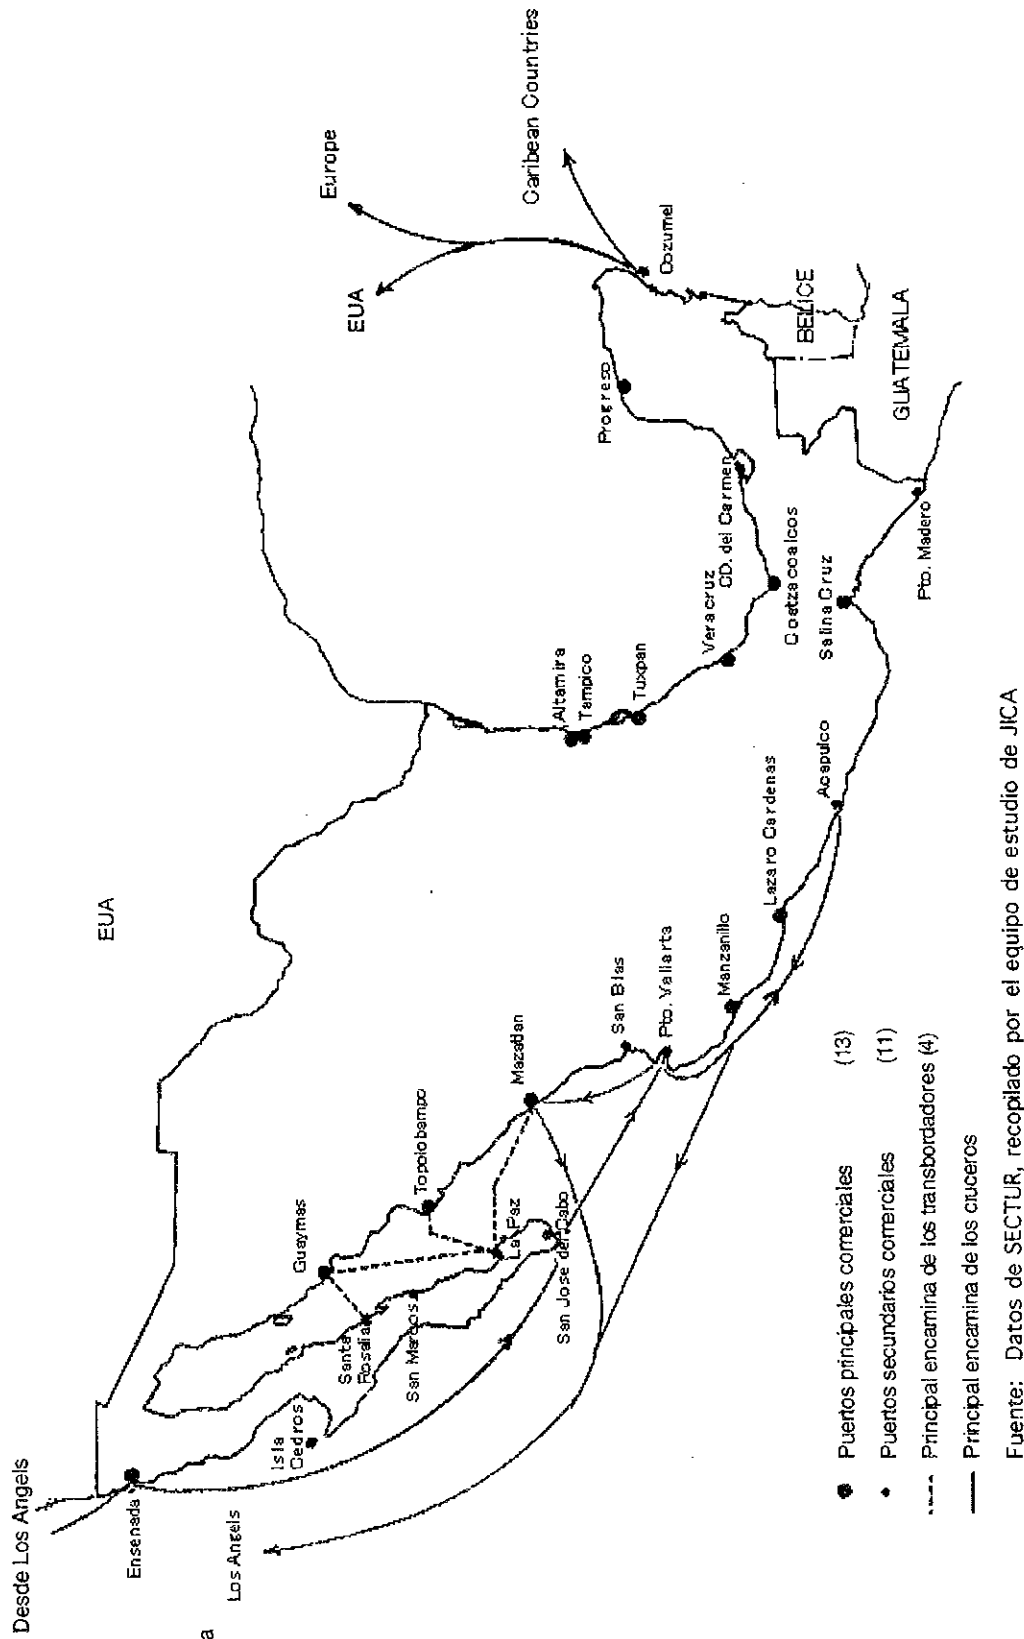 Desde Los Angels
Ensenada
Los Angels
a
Isla
Cedros
Santa
Rosalia
San Marcos
Guaymas
Topolobampo
La Paz
San Jose del Cabo
Mazatlan
San Blas
Pto. Vallarta
Manzanillo
Lazaro Cardenas
Acapulco
Salina Cruz
Pto. Madero
EUA
Altamira
Tampico
Tuxpan
Veracruz
Coatzacoalcos
CD. del Carmen
Progreso
Cozumel
BELICE
GUATEMALA
EUA
Europe
Caribean Countries
Puertos principales comerciales (13)
Puertos secundarios comerciales (11)
Principal encamina de los transbordadores (4)
Principal encamina de los cruceros
Fuente: Datos de SECTUR, recopilado por el equipo de estudio de JICA